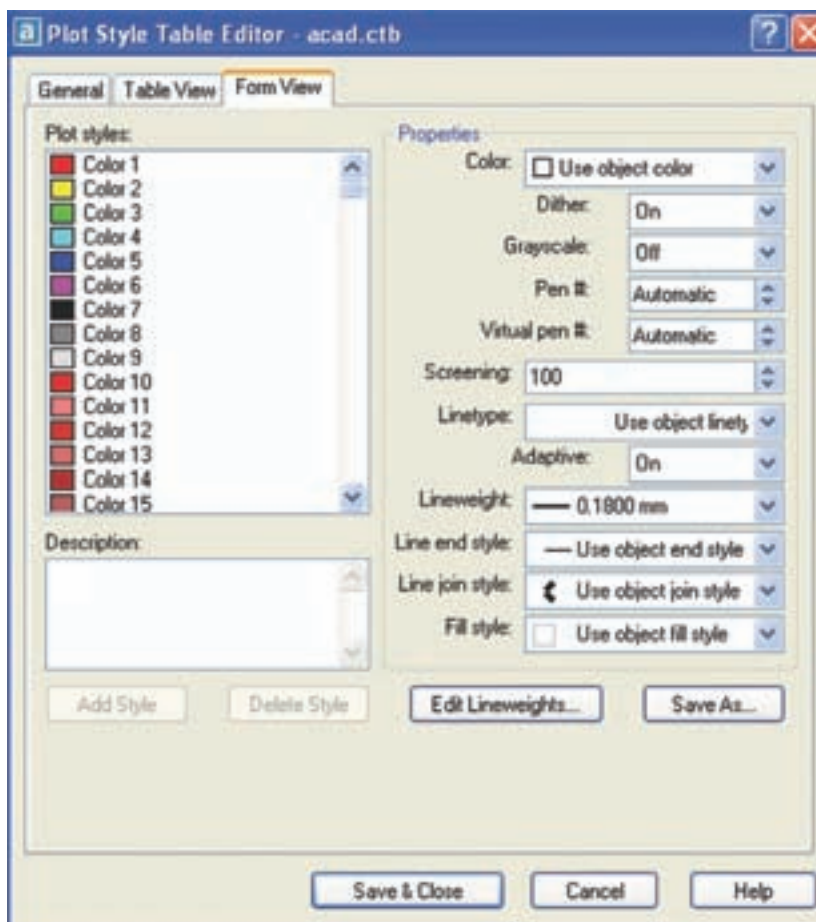 Plot Style Table Editor - acad.ctb
General Table View Form View
Plot styles:
Color 1
Color 2
Color 3
Color 4
Color 5
Color 6
Color 7
Color 8
Color 9
Color 10
Color 11
Color 12
Color 13
Color 14
Color 15
Description:
Add Style Delete Style
Properties
Color: Use object color
Dither: On
Grayscale: Off
Pen #: Automatic
Virtual pen #: Automatic
Screening: 100
Linetype: Use object linety
Adaptive: On
Lineweight: 0.1800 mm
Line end style: Use object end style
Line join style: Use object join style
Fill style: Use object fill style
Edit Lineweights... Save As...
Save & Close Cancel Help